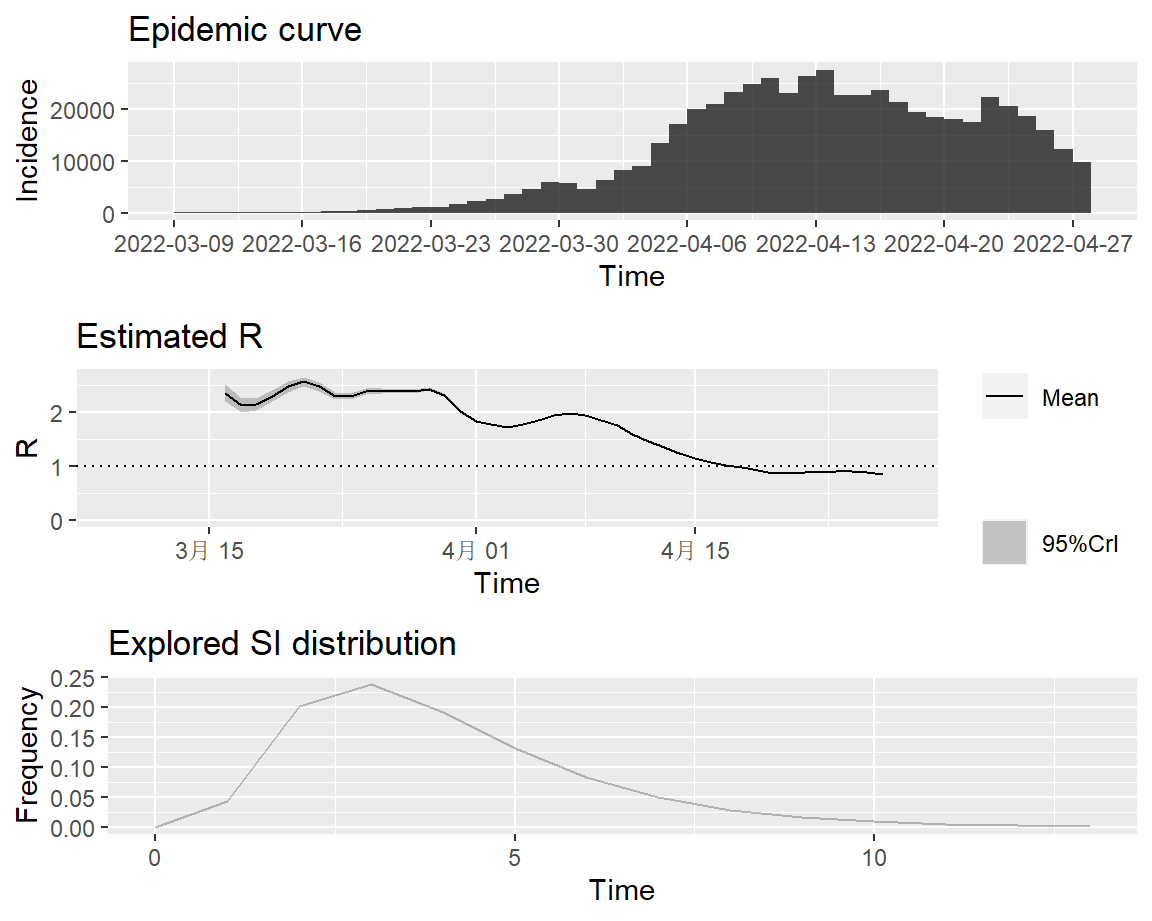 Epidemic curve
Incidence
20000
10000
0
2022-03-09 2022-03-16 2022-03-23 2022-03-30 2022-04-06 2022-04-13 2022-04-20 2022-04-27
Time
Estimated R
R
2
1
0
3月 15 4月 01 4月 15
Time
Mean
95%CrI
Explored SI distribution
Frequency
0.25
0.20
0.15
0.10
0.05
0.00
0 5 10
Time